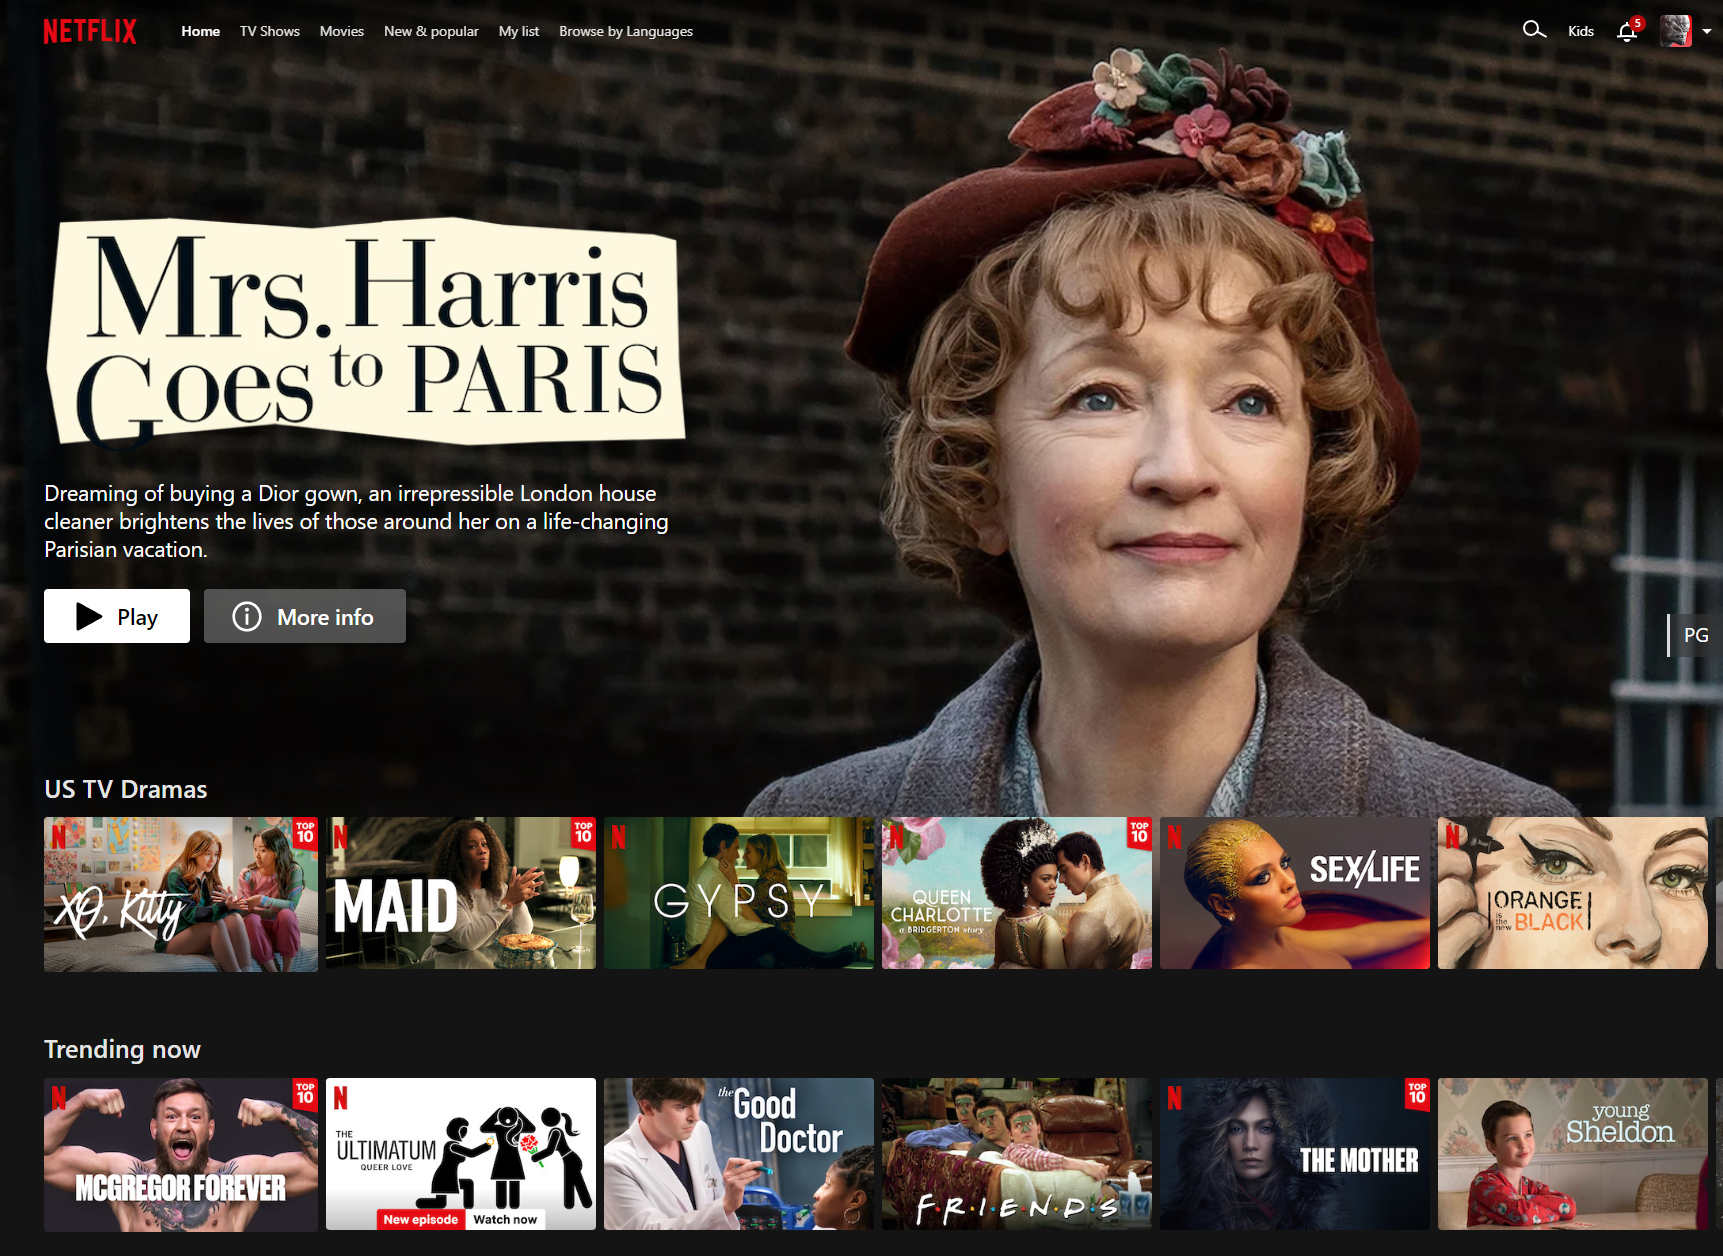 NETFLIX
Home TV Shows Movies New & popular My list Browse by Languages
Kids
5
Mrs. Harris
Goes to PARIS
Dreaming of buying a Dior gown, an irrepressible London house
cleaner brightens the lives of those around her on a life-changing
Parisian vacation.
Play
More info
PG
US TV Dramas
N
TOP
10
XO, Kitty
N
TOP
10
MAID
N
GYPSY
N
TOP
10
QUEEN
CHARLOTTE
a BRIDGERTON story
N
SEX/LIFE
N
ORANGE
is the new BLACK
Trending now
N
TOP
10
MCGREGOR FOREVER
N
THE
ULTIMATUM
QUEER LOVE
New episode Watch now
the Good
Doctor
F·R·I·E·N·D·S
N
TOP
10
THE MOTHER
young
Sheldon